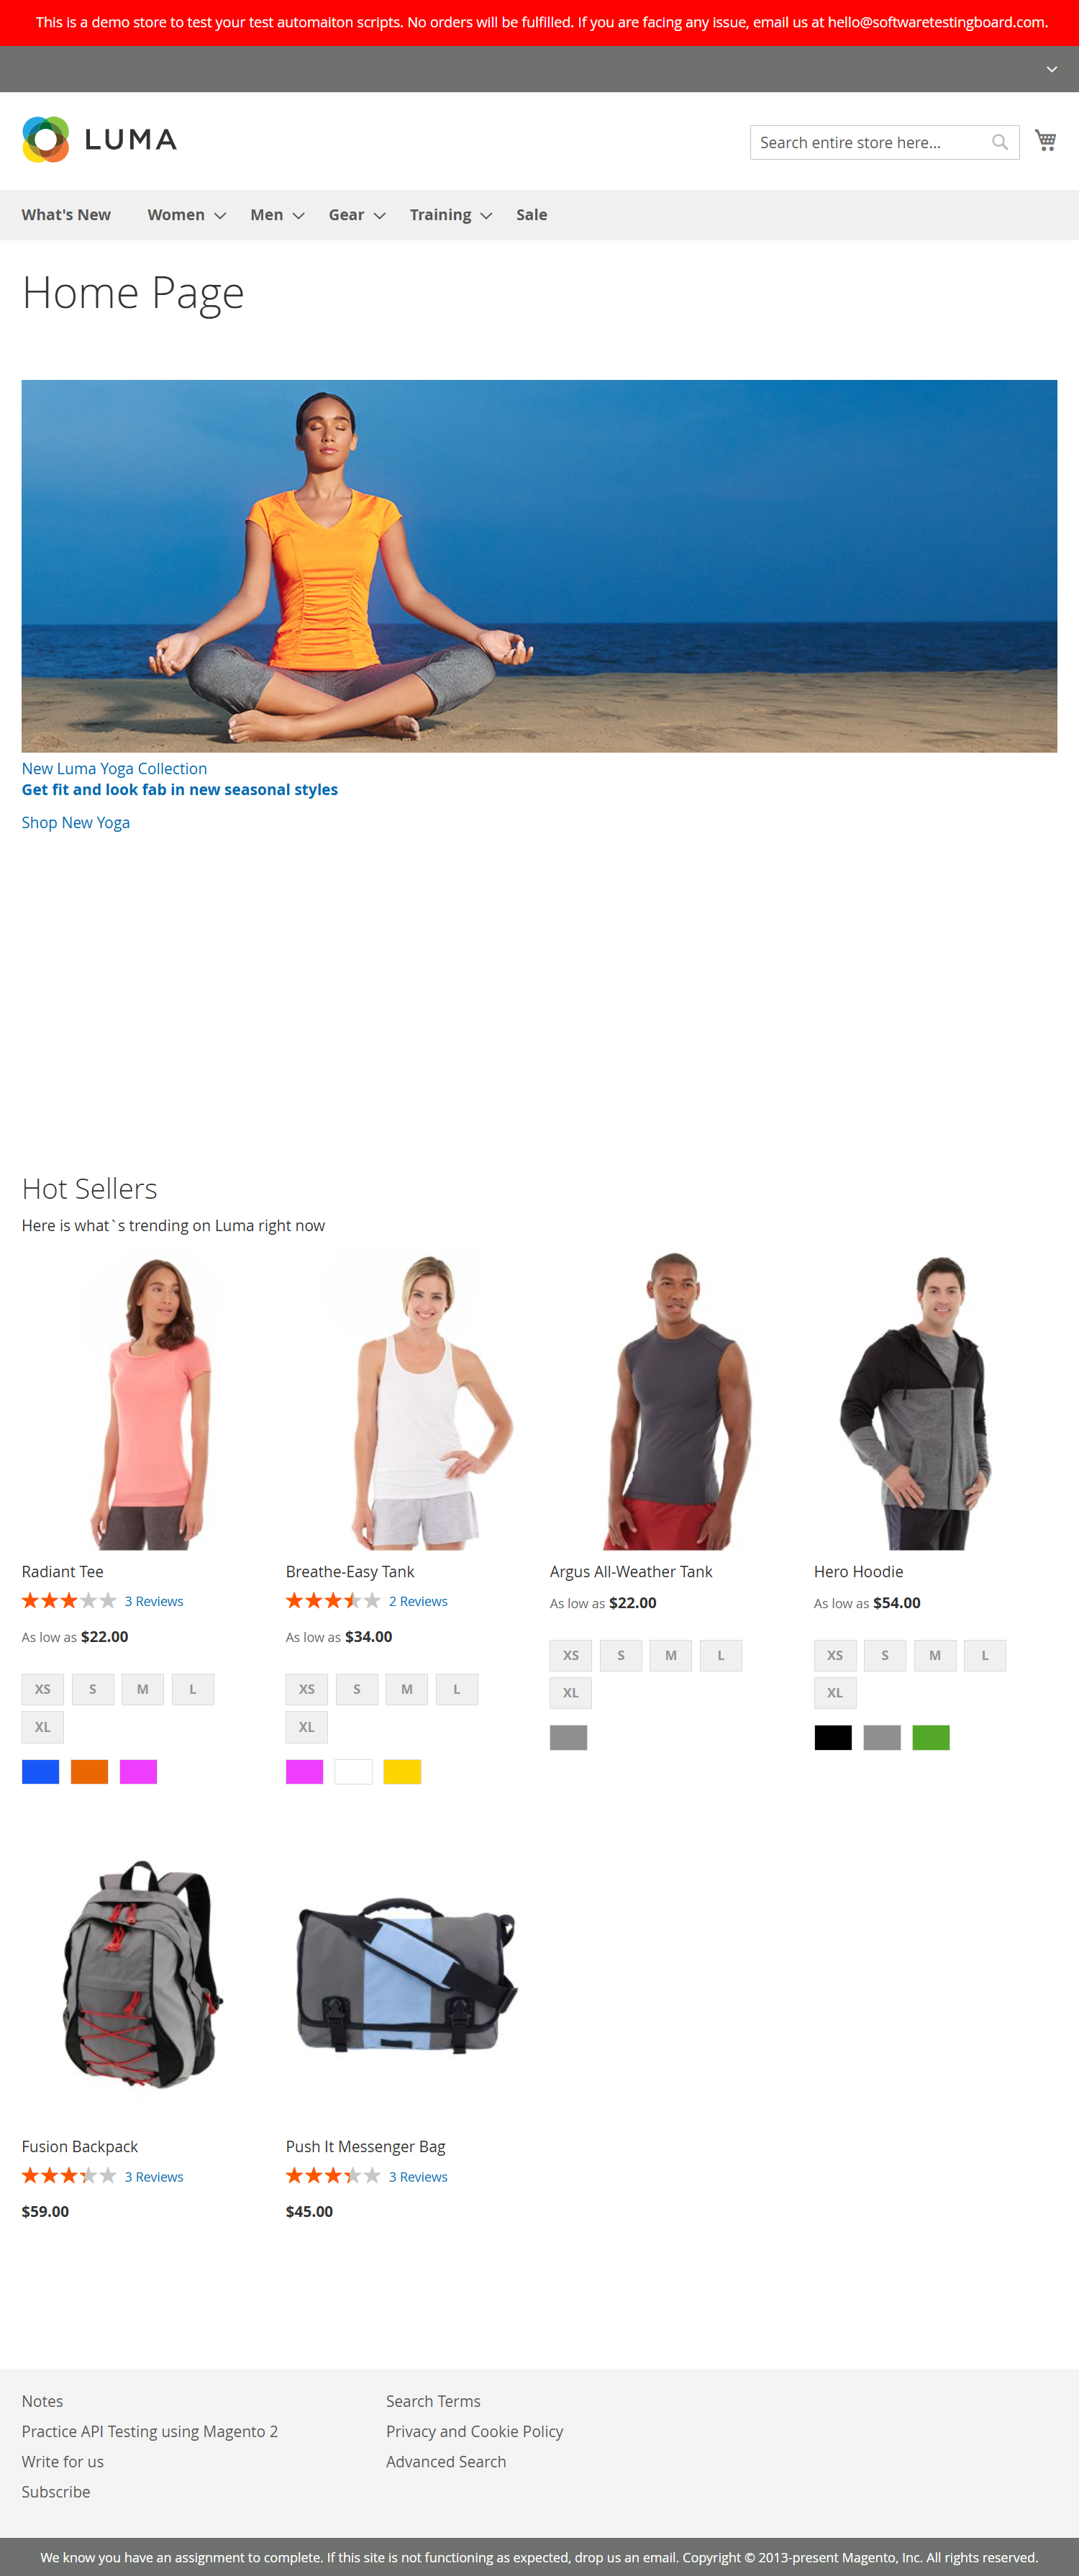 This is a demo store to test your test automaiton scripts. No orders will be fulfilled. If you are facing any issue, email us at hello@softwaretestingboard.com.
LUMA
Search entire store here...
What's New Women Men Gear Training Sale
Home Page
New Luma Yoga Collection
Get fit and look fab in new seasonal styles
Shop New Yoga
Hot Sellers
Here is what`s trending on Luma right now
Radiant Tee
3 Reviews
As low as $22.00
XS S M L
XL
Breathe-Easy Tank
2 Reviews
As low as $34.00
XS S M L
XL
Argus All-Weather Tank
As low as $22.00
XS S M L
XL
Hero Hoodie
As low as $54.00
XS S M L
XL
Fusion Backpack
3 Reviews
$59.00
Push It Messenger Bag
3 Reviews
$45.00
Notes
Practice API Testing using Magento 2
Write for us
Subscribe
Search Terms
Privacy and Cookie Policy
Advanced Search
We know you have an assignment to complete. If this site is not functioning as expected, drop us an email. Copyright © 2013-present Magento, Inc. All rights reserved.